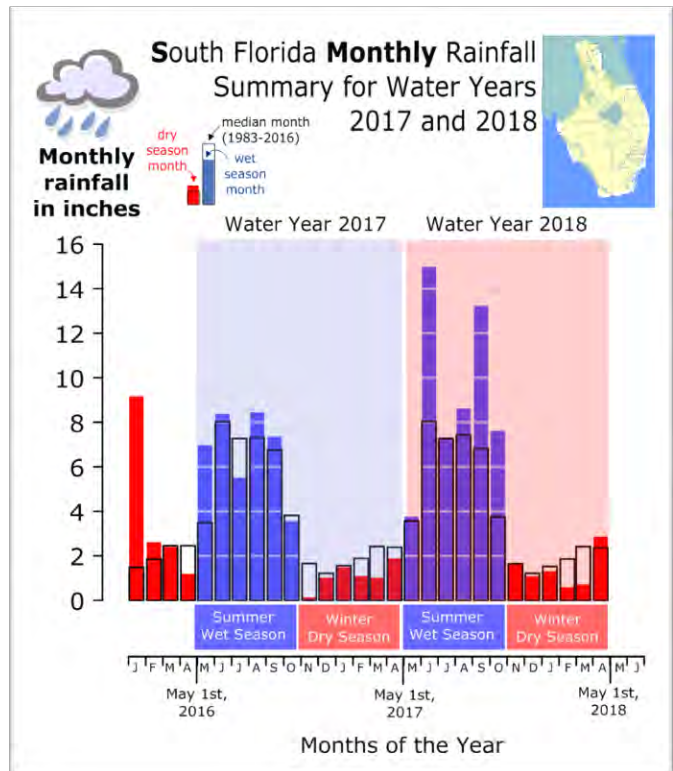 South Florida Monthly Rainfall
Summary for Water Years
2017 and 2018
Monthly
rainfall
in inches
dry
season
month
median month
(1983-2016)
wet
season
month
Water Year 2017
Water Year 2018
16
14
12
10
8
6
4
2
0
Summer
Wet Season
Winter
Dry Season
Summer
Wet Season
Winter
Dry Season
J F M A M J J A S O N D J F M A M J J A S O N D J F M A M J
May 1st,
2016
May 1st,
2017
May 1st,
2018
Months of the Year